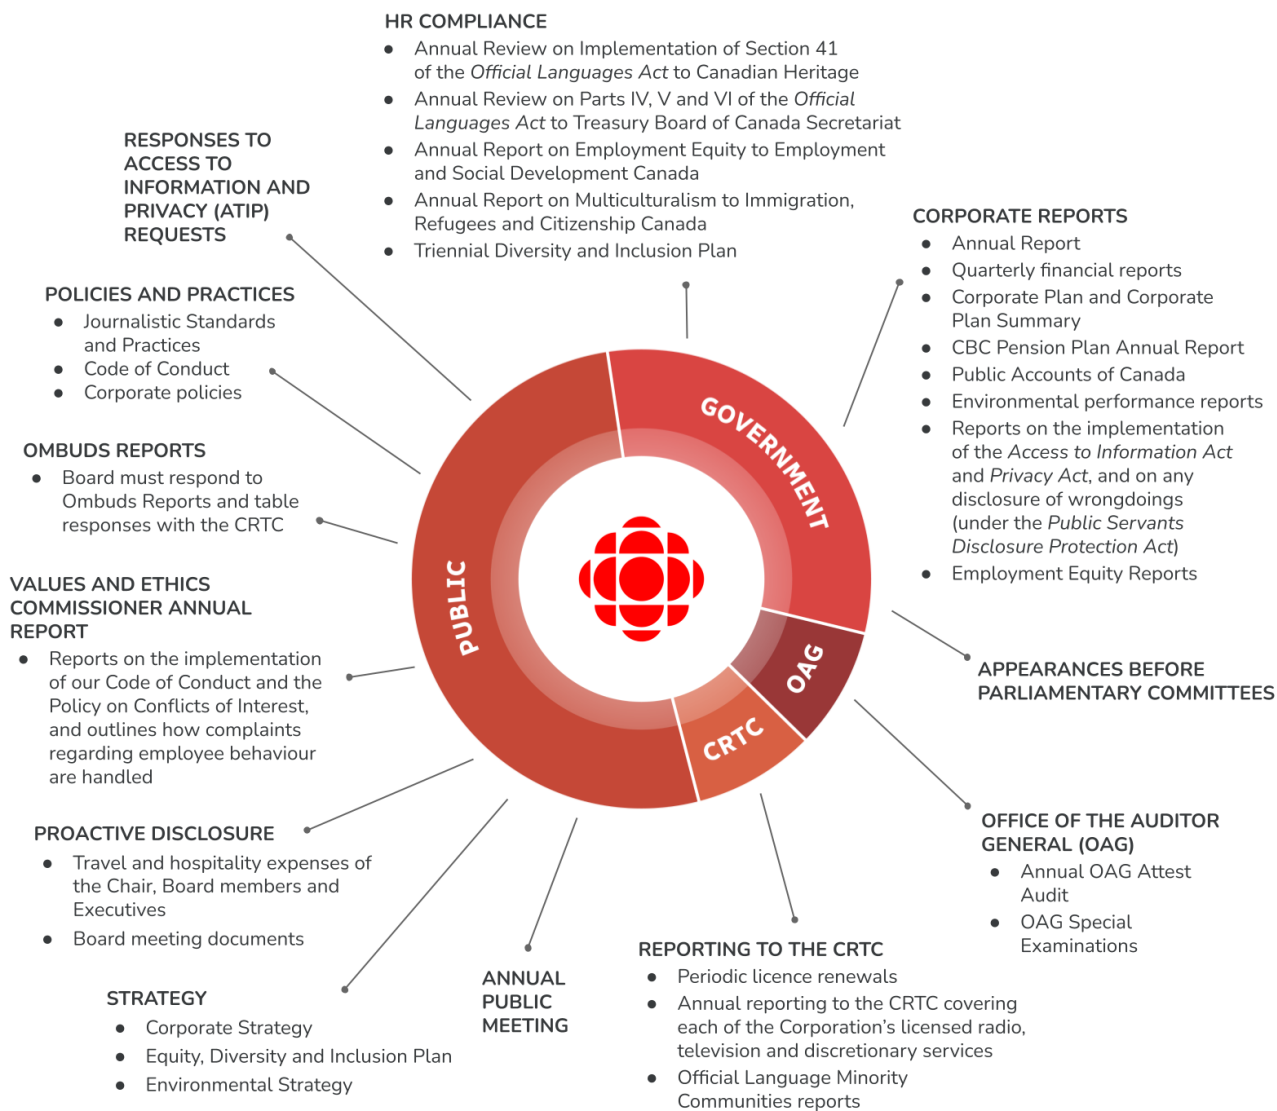 HR COMPLIANCE
● Annual Review on Implementation of Section 41
of the Official Languages Act to Canadian Heritage
● Annual Review on Parts IV, V and VI of the Official
Languages Act to Treasury Board of Canada Secretariat
● Annual Report on Employment Equity to Employment
and Social Development Canada
● Annual Report on Multiculturalism to Immigration,
Refugees and Citizenship Canada
● Triennial Diversity and Inclusion Plan
RESPONSES TO
ACCESS TO
INFORMATION AND
PRIVACY (ATIP)
REQUESTS
POLICIES AND PRACTICES
● Journalistic Standards
and Practices
● Code of Conduct
● Corporate policies
OMBUDS REPORTS
● Board must respond to
Ombuds Reports and table
responses with the CRTC
VALUES AND ETHICS
COMMISSIONER ANNUAL
REPORT
● Reports on the implementation
of our Code of Conduct and the
Policy on Conflicts of Interest,
and outlines how complaints
regarding employee behaviour
are handled
PROACTIVE DISCLOSURE
● Travel and hospitality expenses of
the Chair, Board members and
Executives
● Board meeting documents
STRATEGY
● Corporate Strategy
● Equity, Diversity and Inclusion Plan
● Environmental Strategy
ANNUAL
PUBLIC
MEETING
PUBLIC
GOVERNMENT
OAG
CRTC
CORPORATE REPORTS
● Annual Report
● Quarterly financial reports
● Corporate Plan and Corporate
Plan Summary
● CBC Pension Plan Annual Report
● Public Accounts of Canada
● Environmental performance reports
● Reports on the implementation
of the Access to Information Act
and Privacy Act, and on any
disclosure of wrongdoings
(under the Public Servants
Disclosure Protection Act)
● Employment Equity Reports
APPEARANCES BEFORE
PARLIAMENTARY COMMITTEES
OFFICE OF THE AUDITOR
GENERAL (OAG)
● Annual OAG Attest
Audit
● OAG Special
Examinations
REPORTING TO THE CRTC
● Periodic licence renewals
● Annual reporting to the CRTC covering
each of the Corporation's licensed radio,
television and discretionary services
● Official Language Minority
Communities reports